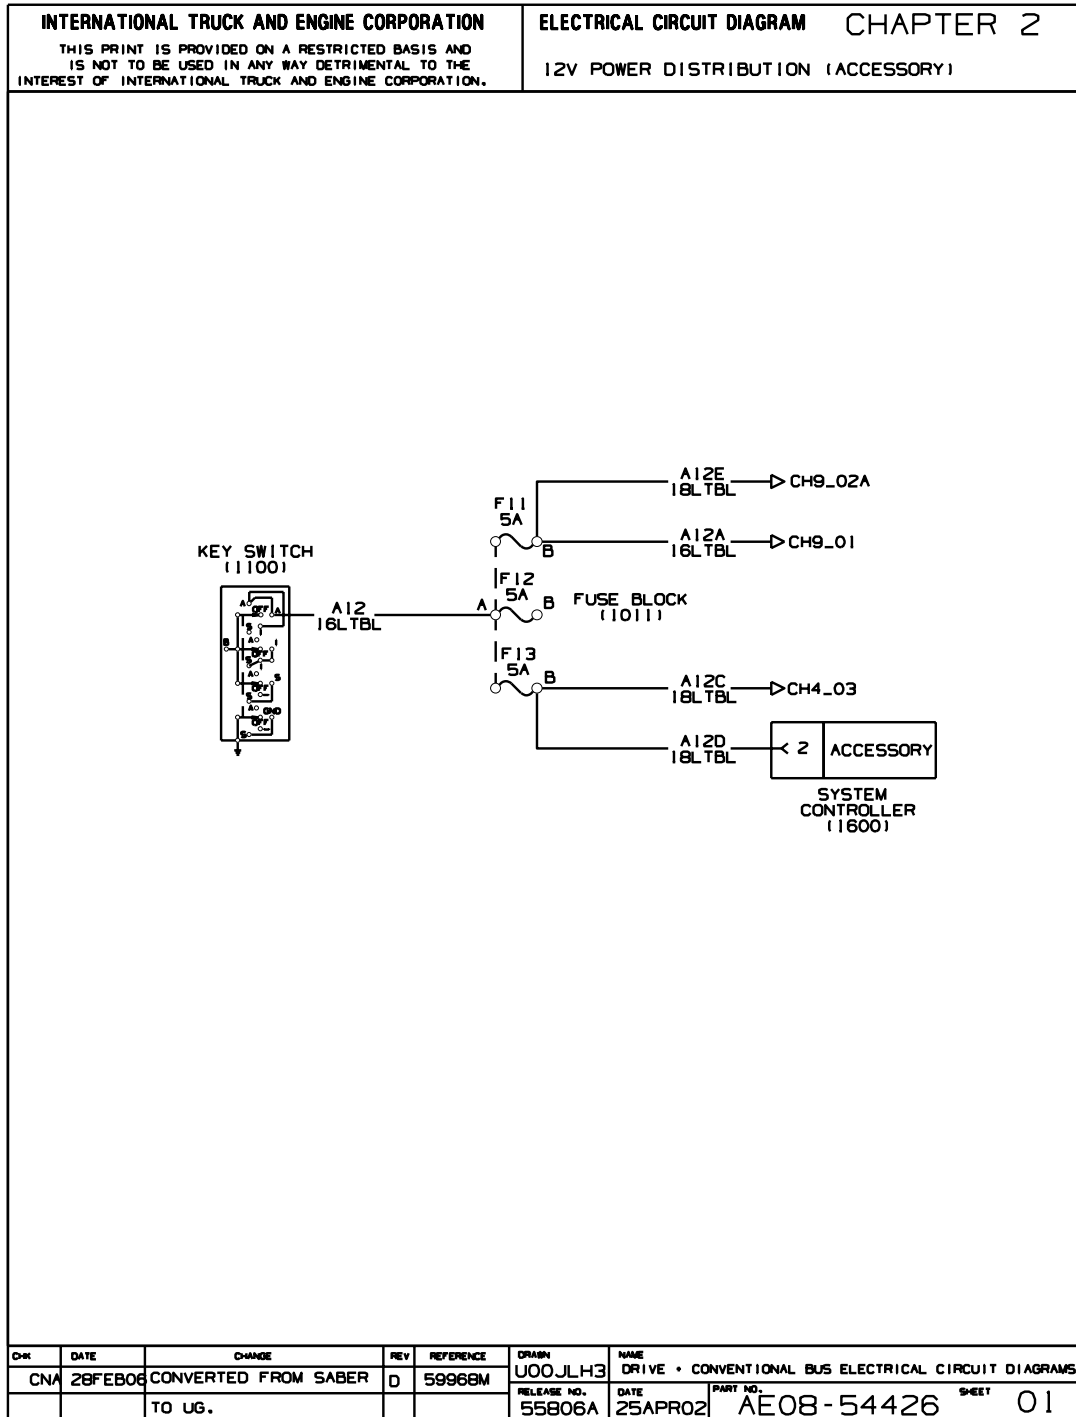 INTERNATIONAL TRUCK AND ENGINE CORPORATION
THIS PRINT IS PROVIDED ON A RESTRICTED BASIS AND
IS NOT TO BE USED IN ANY WAY DETRIMENTAL TO THE
INTEREST OF INTERNATIONAL TRUCK AND ENGINE CORPORATION.
ELECTRICAL CIRCUIT DIAGRAM CHAPTER 2
12V POWER DISTRIBUTION (ACCESSORY)
A12E
18LTBL
CH9_02A
F11
5A
A12A
16LTBL
CH9_01
B
KEY SWITCH
(1100)
F12
5A
A
B
FUSE BLOCK
(1011)
A12
16LTBL
A
OFF
A
S
I
B
A
I
OFF
S
I
A
S
OFF
S
A
GND
OFF
S
F13
5A
B
A12C
18LTBL
CH4_03
A12D
18LTBL
2
ACCESSORY
SYSTEM
CONTROLLER
(1600)
CHK DATE CHANGE REV REFERENCE DRAWN NAME
CNA 28FEB06 CONVERTED FROM SABER D 59968M U00JLH3 DRIVE + CONVENTIONAL BUS ELECTRICAL CIRCUIT DIAGRAMS
TO UG.
RELEASE NO. DATE PART NO. SHEET
55806A 25APR02 AE08-54426 01